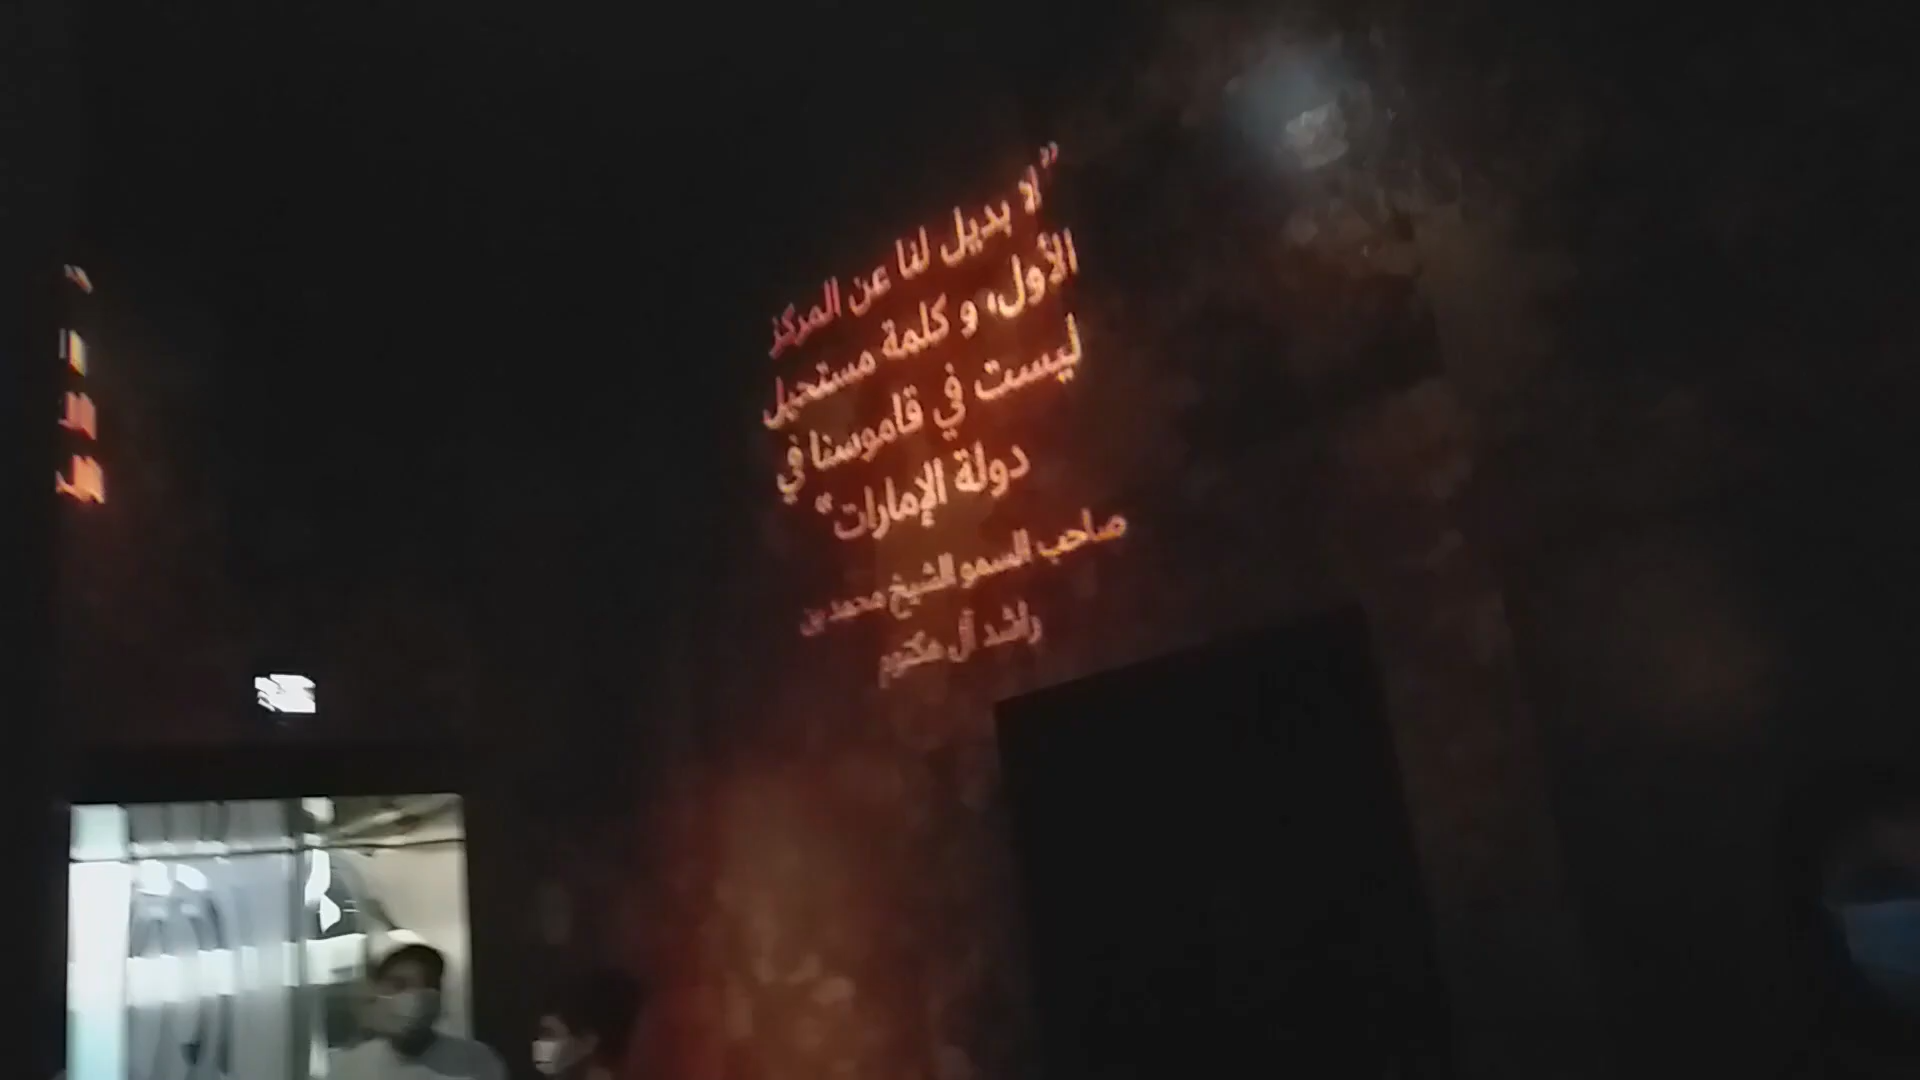 "لا بديل لنا عن المركز
الأول، و كلمة مستحيل
ليست في قاموسنا في
دولة الإمارات"
صاحب السمو الشيخ محمد بن
راشد آل مكتوم